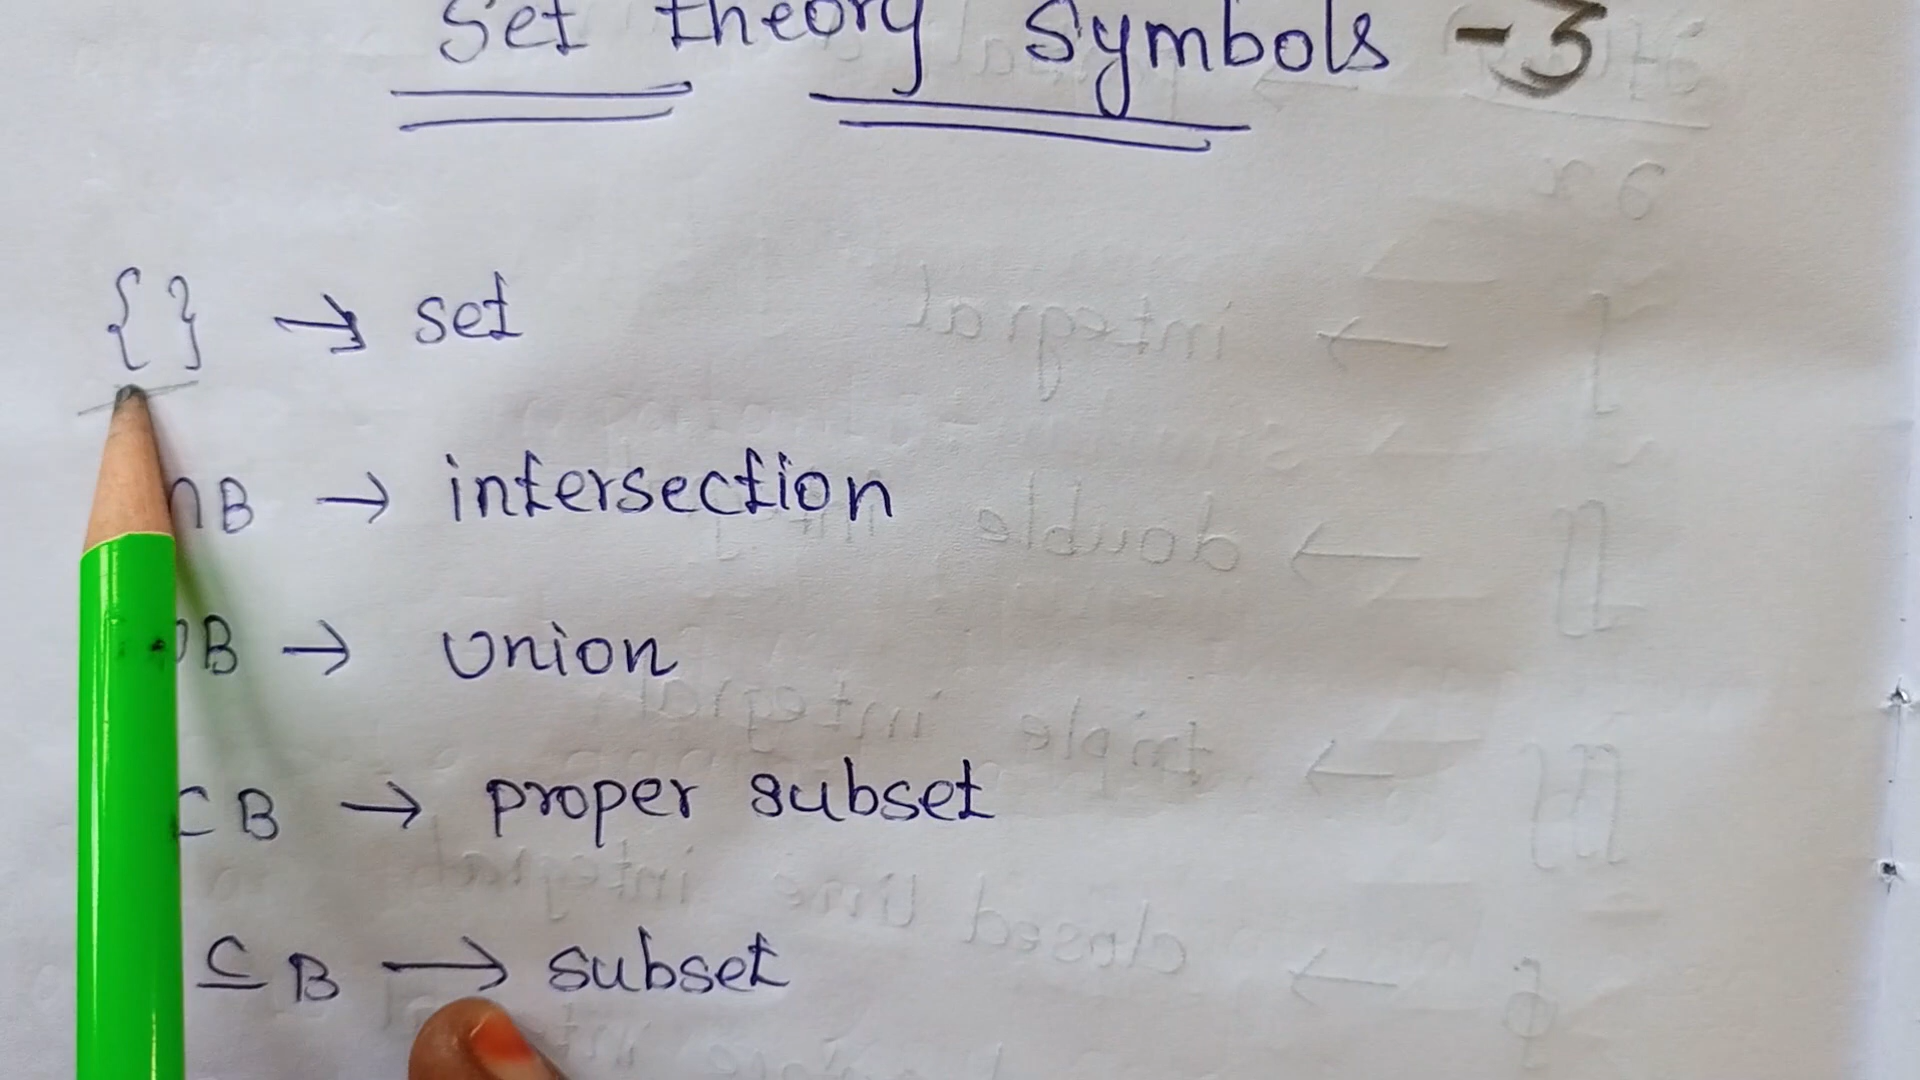 Set theory Symbols - 3
{ } → set
∩B → intersection
B → union
⊂ B → proper subset
⊆ B → subset